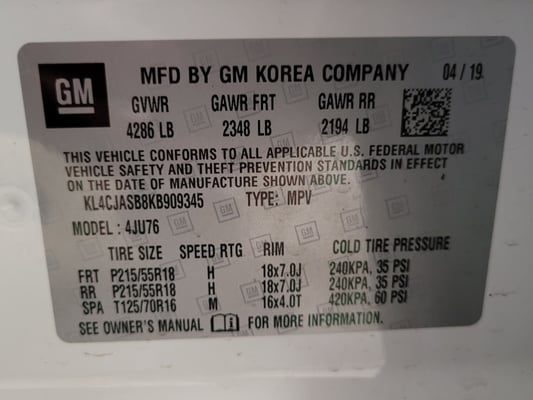 GM MFD BY GM KOREA COMPANY 04/19
GVWR GAWR FRT GAWR RR
4286 LB 2348 LB 2194 LB
THIS VEHICLE CONFORMS TO ALL APPLICABLE U.S. FEDERAL MOTOR
VEHICLE SAFETY AND THEFT PREVENTION STANDARDS IN EFFECT
ON THE DATE OF MANUFACTURE SHOWN ABOVE.
KL4CJASB8KB909345 TYPE: MPV
MODEL: 4JU76
TIRE SIZE SPEED RTG RIM COLD TIRE PRESSURE
FRT P215/55R18 H 18x7.0J 240KPA, 35 PSI
RR P215/55R18 H 18x7.0J 240KPA, 35 PSI
SPA T125/70R16 M 16x4.0T 420KPA, 60 PSI
SEE OWNER'S MANUAL FOR MORE INFORMATION.